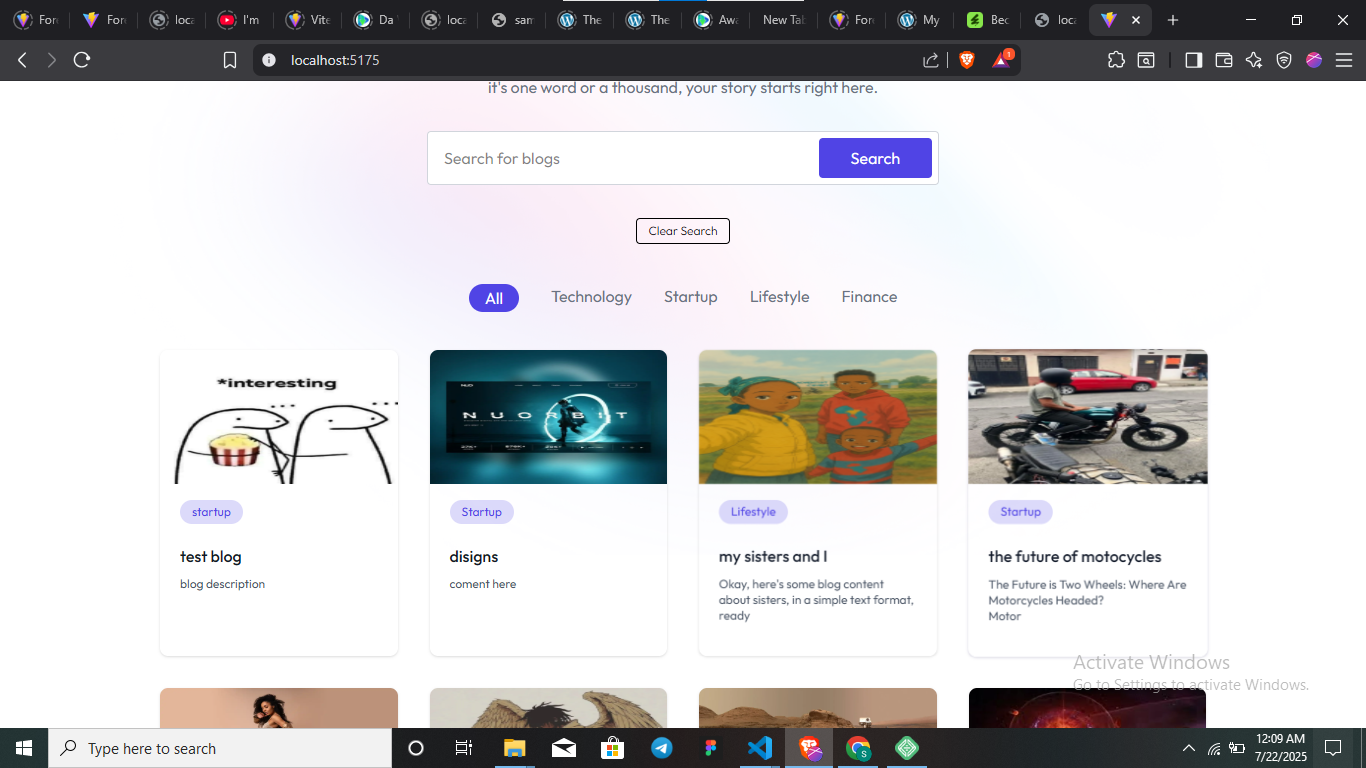 Fore
Fore
loca
I'm
Vite
Da
loca
sam
The
The
Awa
New Tab
Fore
My
Bec
loca
localhost:5175
1
it's one word or a thousand, your story starts right here.
Search for blogs
Search
Clear Search
All
Technology
Startup
Lifestyle
Finance
*interesting
NUORBIT
startup
Startup
Lifestyle
Startup
test blog
disigns
my sisters and I
the future of motocycles
blog description
coment here
Okay, here's some blog content
about sisters, in a simple text format,
ready
The Future is Two Wheels: Where Are
Motorcycles Headed?
Motor
Activate Windows
Go to Settings to activate Windows.
Type here to search
S
12:09 AM
7/22/2025